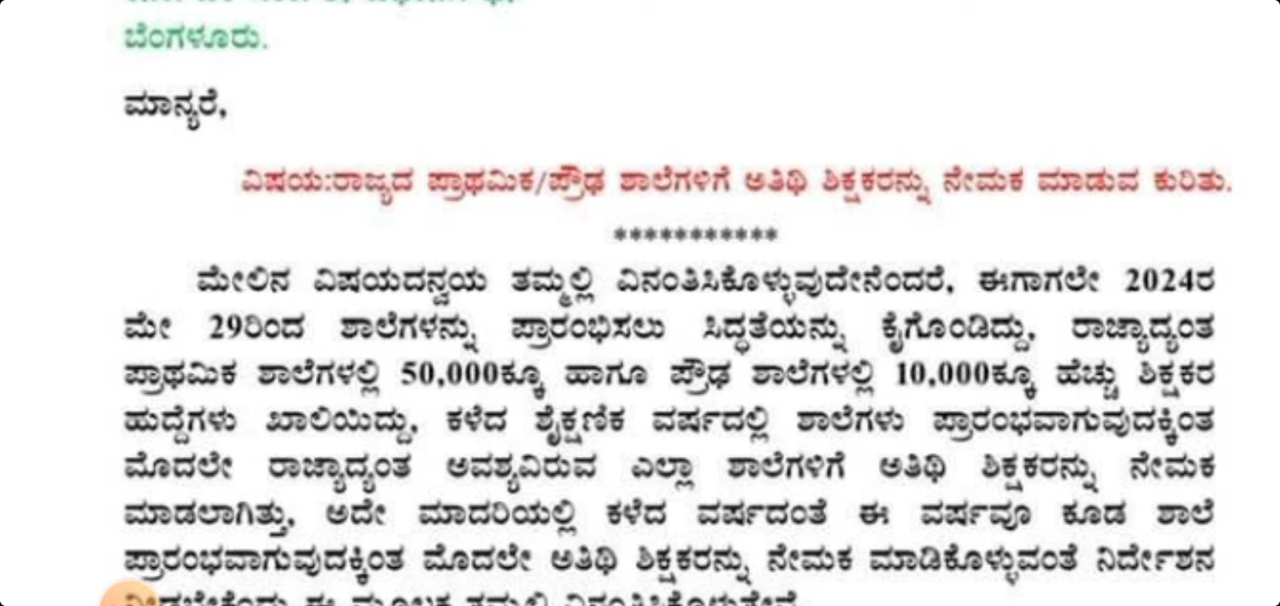 ಬೆಂಗಳೂರು.
ಮಾನ್ಯರೆ,
ವಿಷಯ:ರಾಜ್ಯದ ಪ್ರಾಥಮಿಕ/ಪ್ರೌಢ ಶಾಲೆಗಳಿಗೆ ಅತಿಥಿ ಶಿಕ್ಷಕರನ್ನು ನೇಮಕ ಮಾಡುವ ಕುರಿತು.
***********
ಮೇಲಿನ ವಿಷಯದನ್ವಯ ತಮ್ಮಲ್ಲಿ ವಿನಂತಿಸಿಕೊಳ್ಳುವುದೇನೆಂದರೆ, ಈಗಾಗಲೇ 2024ರ
ಮೇ 29ರಿಂದ ಶಾಲೆಗಳನ್ನು ಪ್ರಾರಂಭಿಸಲು ಸಿದ್ಧತೆಯನ್ನು ಕೈಗೊಂಡಿದ್ದು, ರಾಜ್ಯಾದ್ಯಂತ
ಪ್ರಾಥಮಿಕ ಶಾಲೆಗಳಲ್ಲಿ 50,000ಕ್ಕೂ ಹಾಗೂ ಪ್ರೌಢ ಶಾಲೆಗಳಲ್ಲಿ 10,000ಕ್ಕೂ ಹೆಚ್ಚು ಶಿಕ್ಷಕರ
ಹುದ್ದೆಗಳು ಖಾಲಿಯಿದ್ದು, ಕಳೆದ ಶೈಕ್ಷಣಿಕ ವರ್ಷದಲ್ಲಿ ಶಾಲೆಗಳು ಪ್ರಾರಂಭವಾಗುವುದಕ್ಕಿಂತ
ಮೊದಲೇ ರಾಜ್ಯಾದ್ಯಂತ ಅವಶ್ಯವಿರುವ ಎಲ್ಲಾ ಶಾಲೆಗಳಿಗೆ ಅತಿಥಿ ಶಿಕ್ಷಕರನ್ನು ನೇಮಕ
ಮಾಡಲಾಗಿತ್ತು, ಅದೇ ಮಾದರಿಯಲ್ಲಿ ಕಳೆದ ವರ್ಷದಂತೆ ಈ ವರ್ಷವೂ ಕೂಡ ಶಾಲೆ
ಪ್ರಾರಂಭವಾಗುವುದಕ್ಕಿಂತ ಮೊದಲೇ ಅತಿಥಿ ಶಿಕ್ಷಕರನ್ನು ನೇಮಕ ಮಾಡಿಕೊಳ್ಳುವಂತೆ ನಿರ್ದೇಶನ
ಈ ಮೂಲಕ ತಮ್ಮಲ್ಲಿ ವಿನಂತಿಸಿಕೊಳ್ಳುತ್ತೇವೆ.